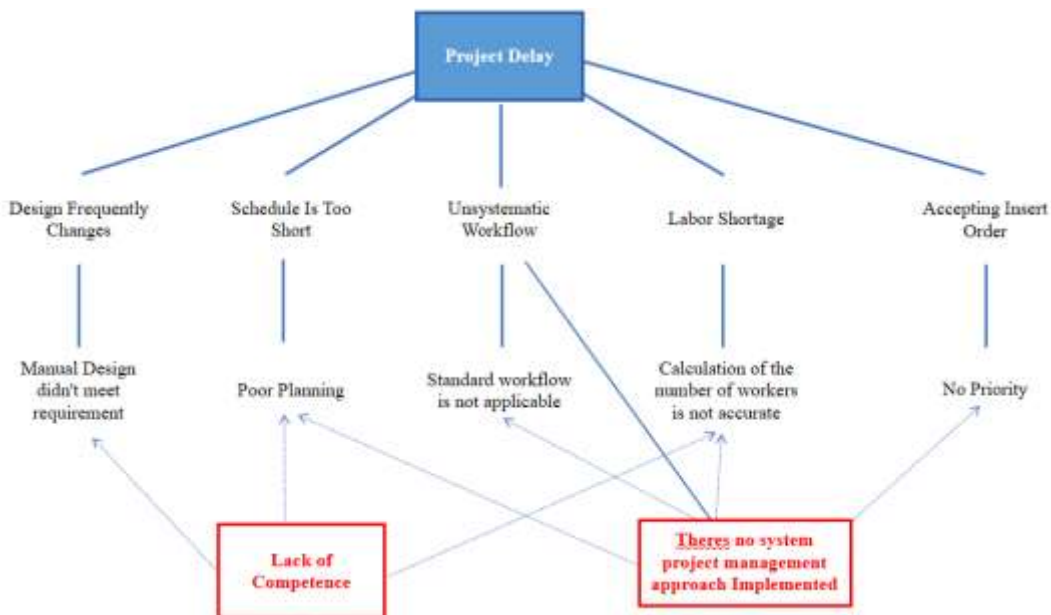 Project Delay
Design Frequently
Changes
Schedule Is Too
Short
Unsystematic
Workflow
Labor Shortage
Accepting Insert
Order
Manual Design
didn't meet
requirement
Poor Planning
Standard workflow
is not applicable
Calculation of the
number of workers
is not accurate
No Priority
Lack of
Competence
Theres no system
project management
approach Implemented